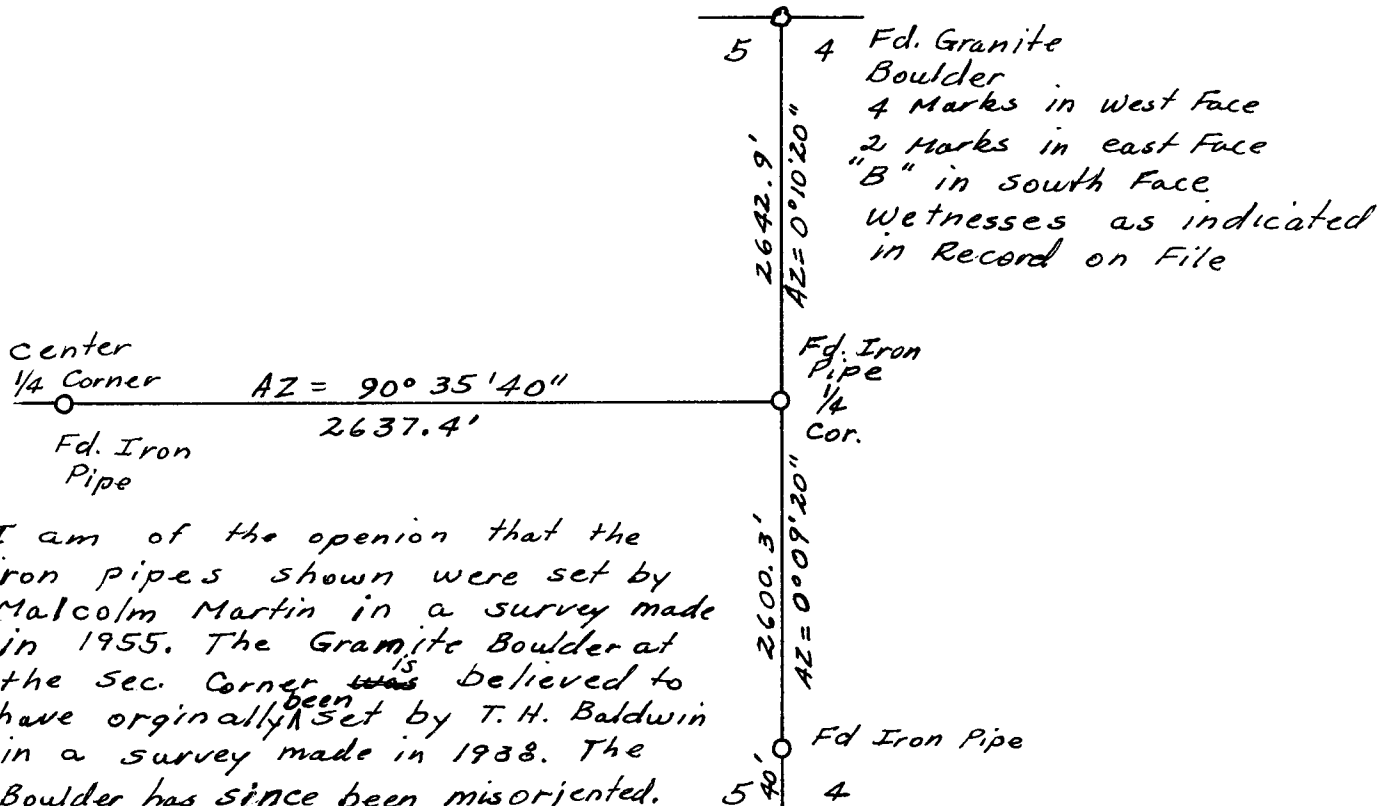 5 4
Fd. Granite
Boulder
4 Marks in West Face
2 Marks in east Face
"B" in south Face
Wetnesses as indicated
in Record on File
2642.9'
AZ= 0°10'20"
Center
1/4 Corner
AZ = 90° 35' 40"
2637.4'
Fd. Iron
Pipe
Fd. Iron
Pipe
1/4
Cor.
2600.3'
AZ = 0°09'20"
I am of the openion that the
iron pipes shown were set by
Malcolm Martin in a survey made
in 1955. The Gramite Boulder at
the Sec. Corner is believed to
have orginally been set by T. H. Baldwin
in a survey made in 1938. The
Boulder has since been misoriented.
Fd Iron Pipe
40'
5 4